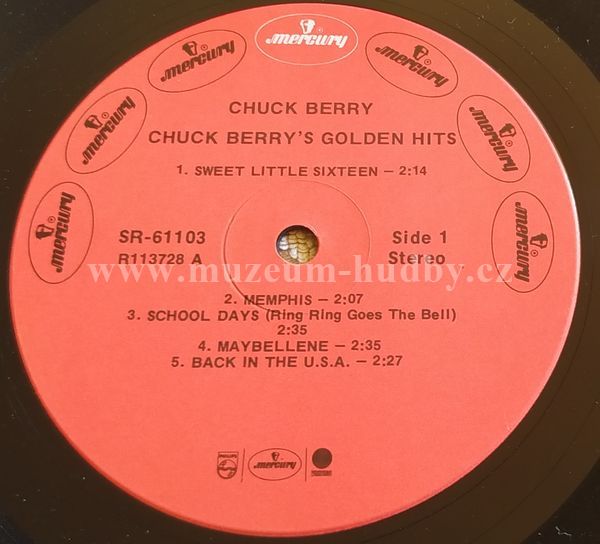 mercury
mercury
mercury
mercury
mercury
mercury
mercury
CHUCK BERRY
CHUCK BERRY'S GOLDEN HITS
1. SWEET LITTLE SIXTEEN – 2:14
SR-61103 Side 1
R113728 A Stereo
www.muzeum-hudby.cz
2. MEMPHIS – 2:07
3. SCHOOL DAYS (Ring Ring Goes The Bell)
2:35
4. MAYBELLENE – 2:35
5. BACK IN THE U.S.A. – 2:27
PHILIPS mercury